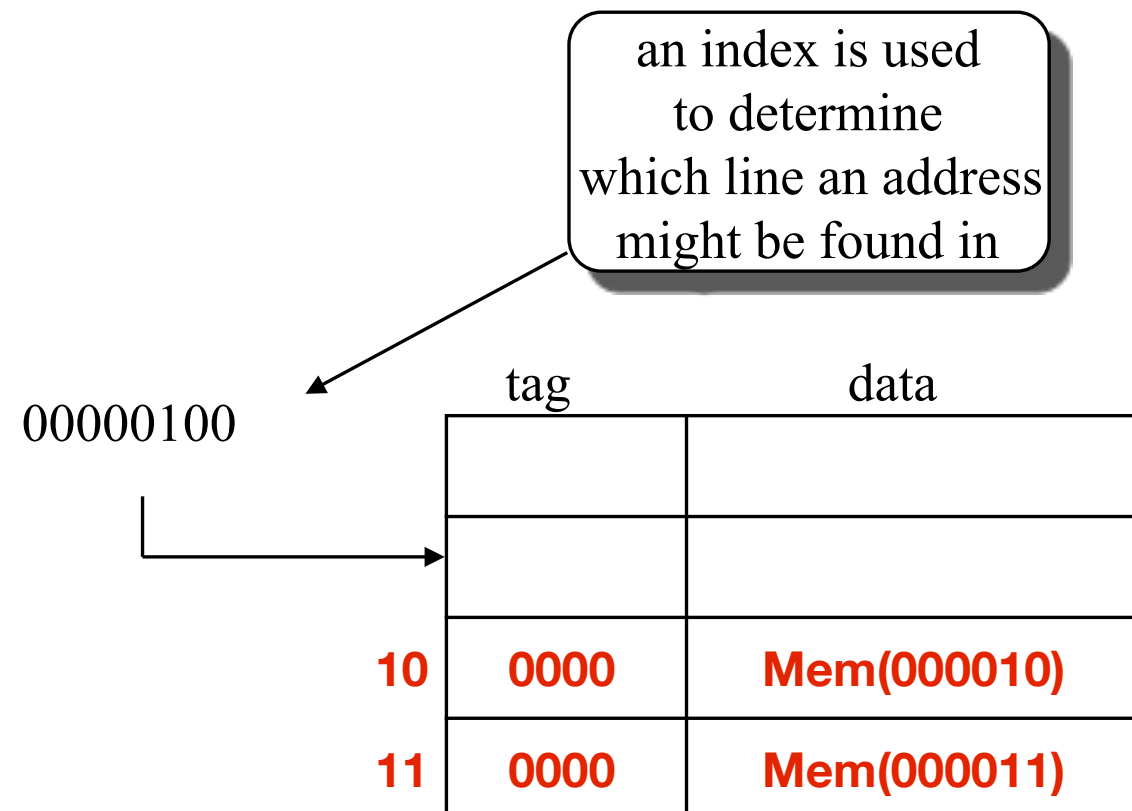 an index is used
to determine
which line an address
might be found in
tag data
00000100
10 0000 Mem(000010)
11 0000 Mem(000011)